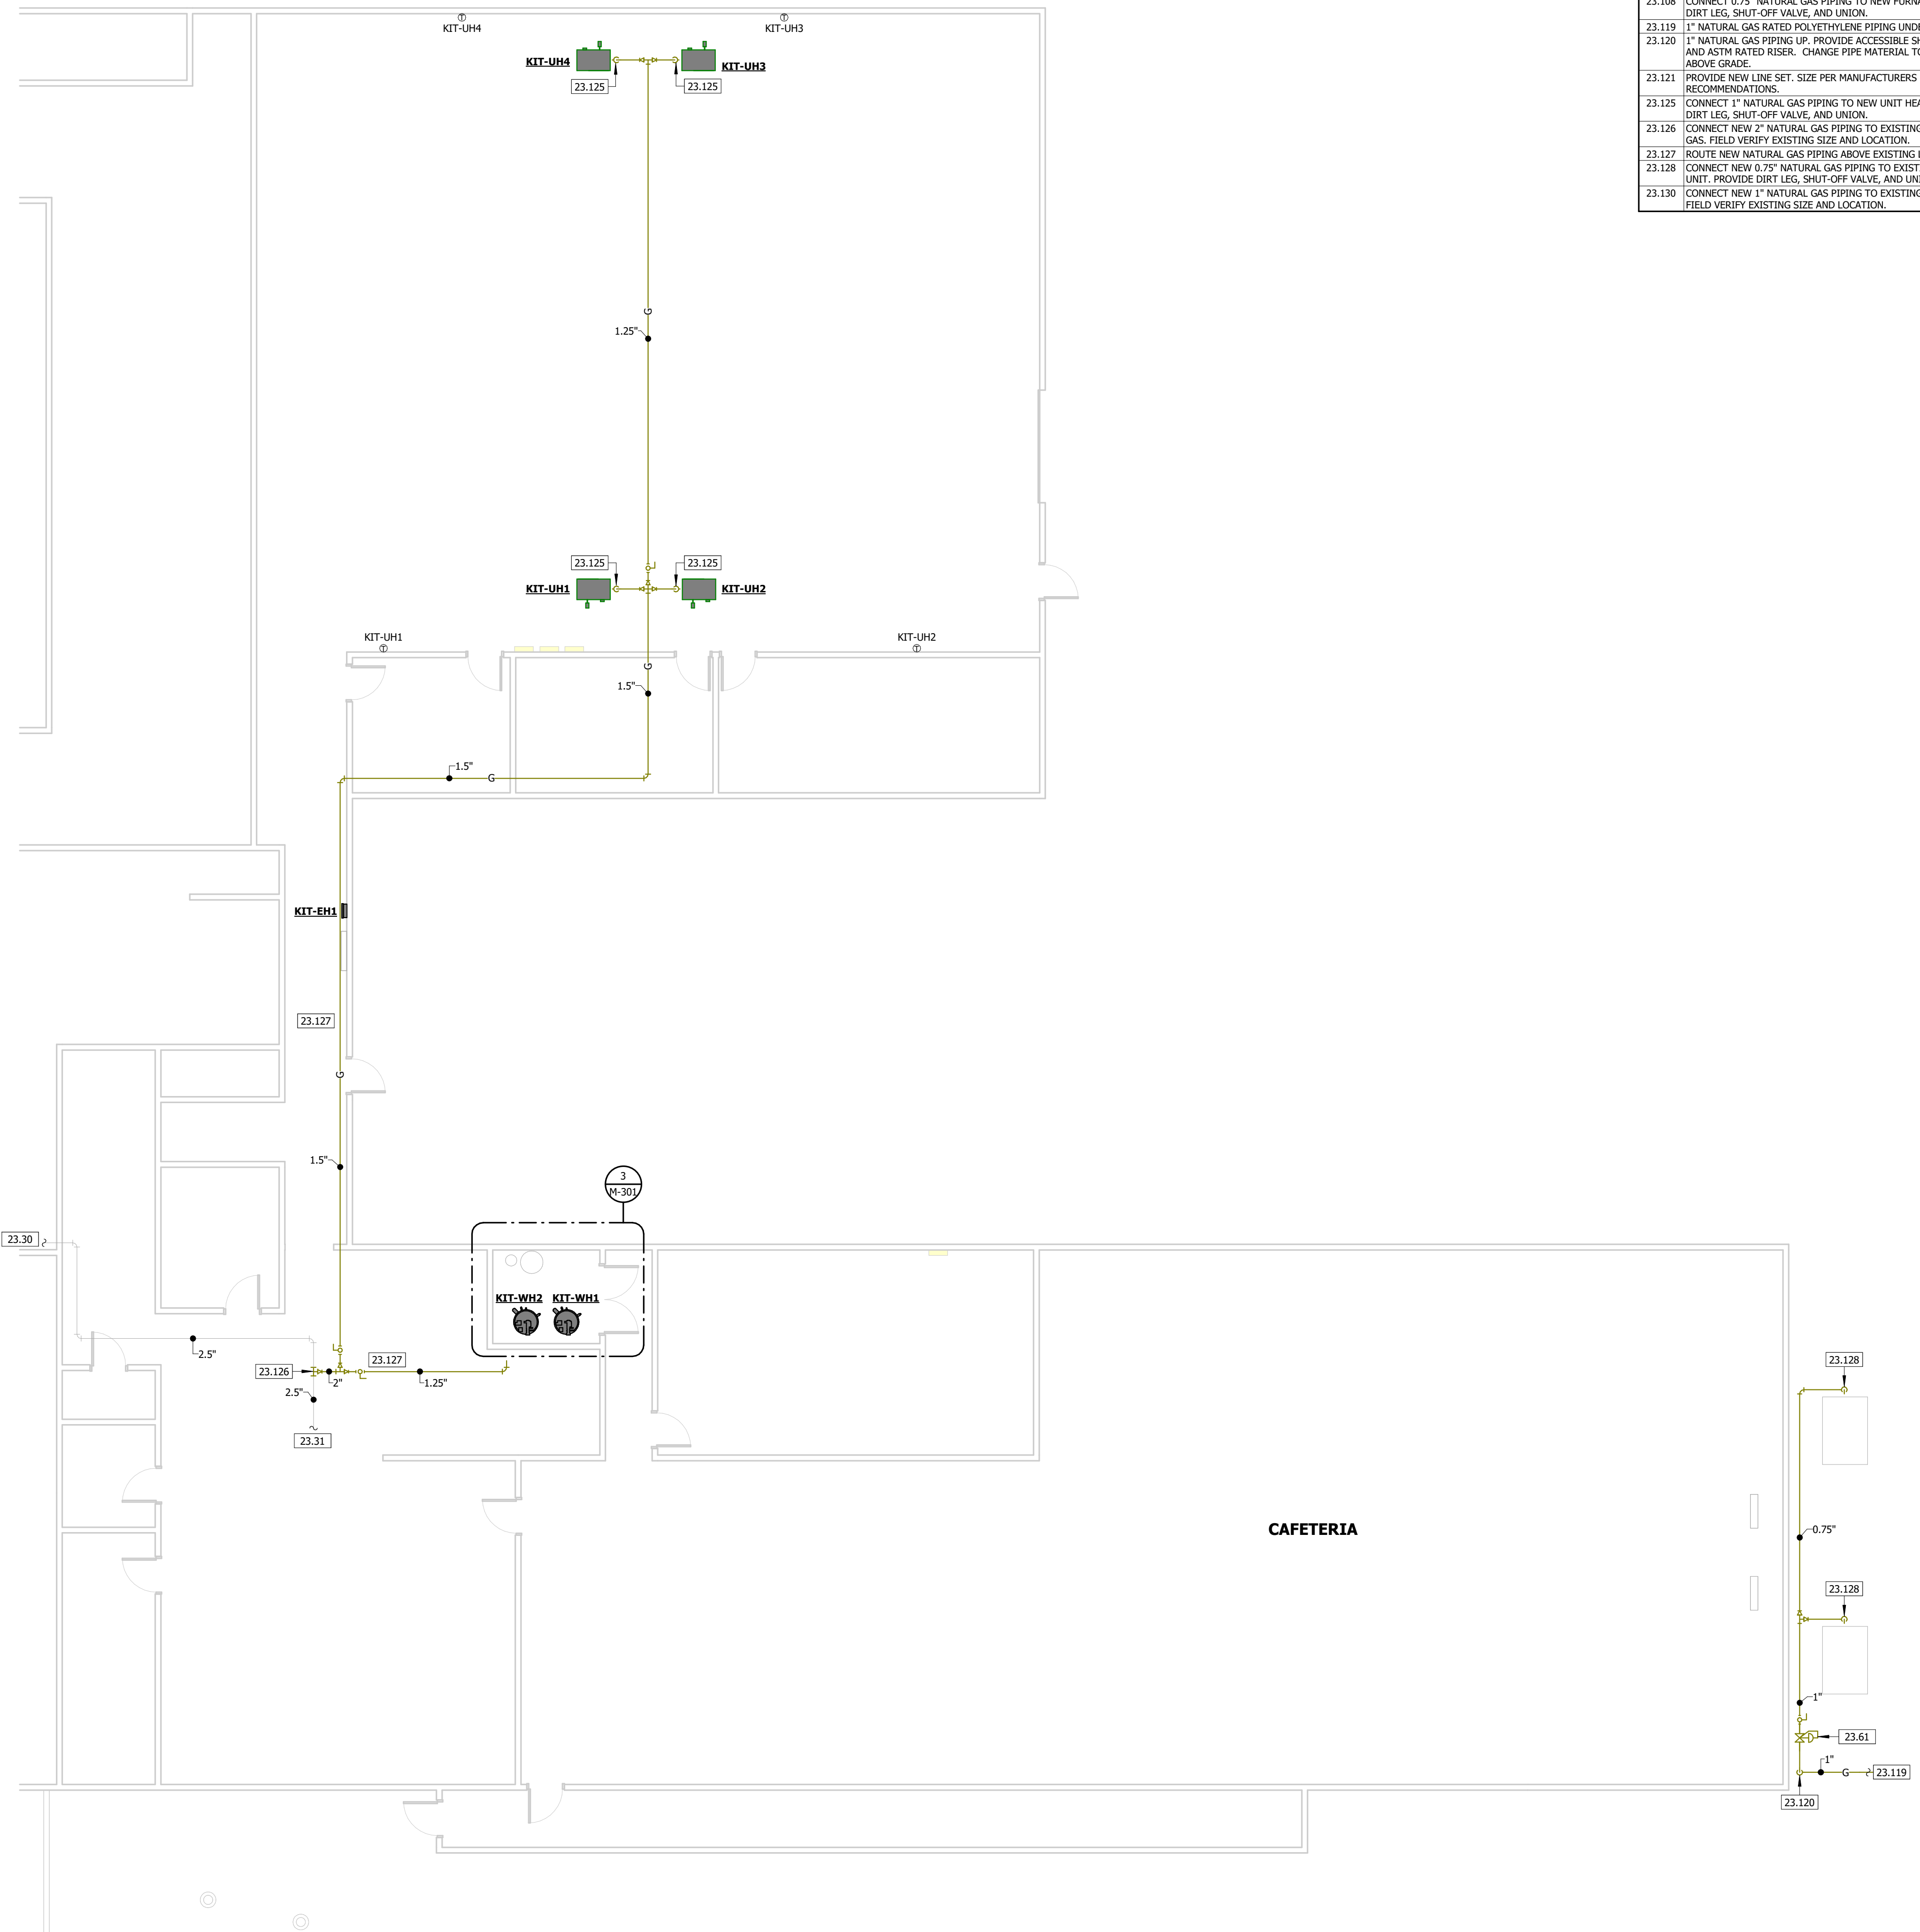 23.108 CONNECT 0.75" NATURAL GAS PIPING TO NEW
DIRT LEG, SHUT-OFF VALVE, AND UNION.
23.119 1" NATURAL GAS RATED POLYETHYLENE PIPING
23.120 1" NATURAL GAS PIPING UP. PROVIDE ACCESSIBLE
AND ASTM RATED RISER. CHANGE PIPE MATERIAL TO
ABOVE GRADE.
23.121 PROVIDE NEW LINE SET. SIZE PER MANUFACTURERS
RECOMMENDATIONS.
23.125 CONNECT 1" NATURAL GAS PIPING TO NEW UNIT
DIRT LEG, SHUT-OFF VALVE, AND UNION.
23.126 CONNECT NEW 2" NATURAL GAS PIPING TO EXISTING
GAS. FIELD VERIFY EXISTING SIZE AND LOCATION.
23.127 ROUTE NEW NATURAL GAS PIPING ABOVE EXISTING
23.128 CONNECT NEW 0.75" NATURAL GAS PIPING TO
UNIT. PROVIDE DIRT LEG, SHUT-OFF VALVE, AND
23.130 CONNECT NEW 1" NATURAL GAS PIPING TO EXISTING
FIELD VERIFY EXISTING SIZE AND LOCATION.
T
T
KIT-UH4
KIT-UH3
KIT-UH4
KIT-UH3
23.125
23.125
G
1.25"
23.125
23.125
KIT-UH1
KIT-UH2
KIT-UH1
T
KIT-UH2
T
G
1.5"
1.5"
G
KIT-EH1
23.127
G
1.5"
3
M-301
23.30
KIT-WH2
KIT-WH1
2.5"
23.126
2"
23.127
1.25"
2.5"
23.31
23.128
CAFETERIA
0.75"
23.128
1"
23.61
1"
G
23.119
23.120